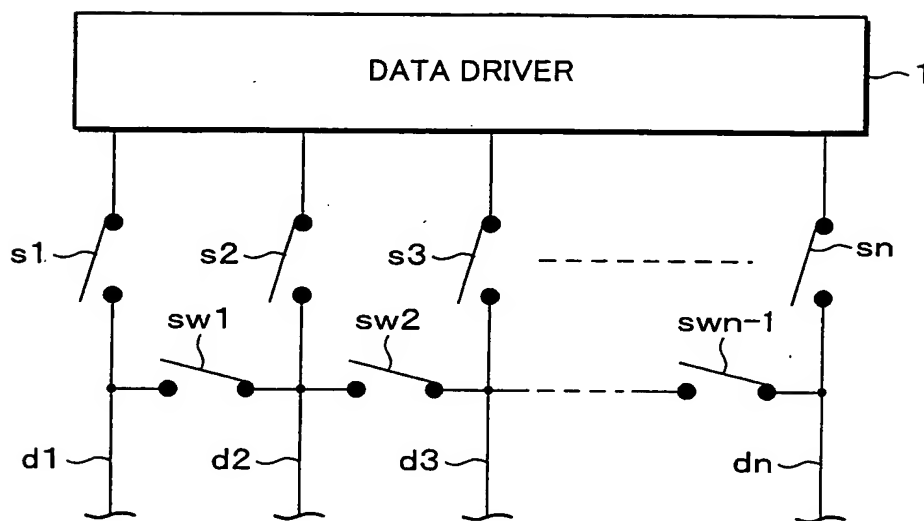 DATA DRIVER
1
s1 s2 s3 sn
sw1 sw2 swn-1
d1 d2 d3 dn